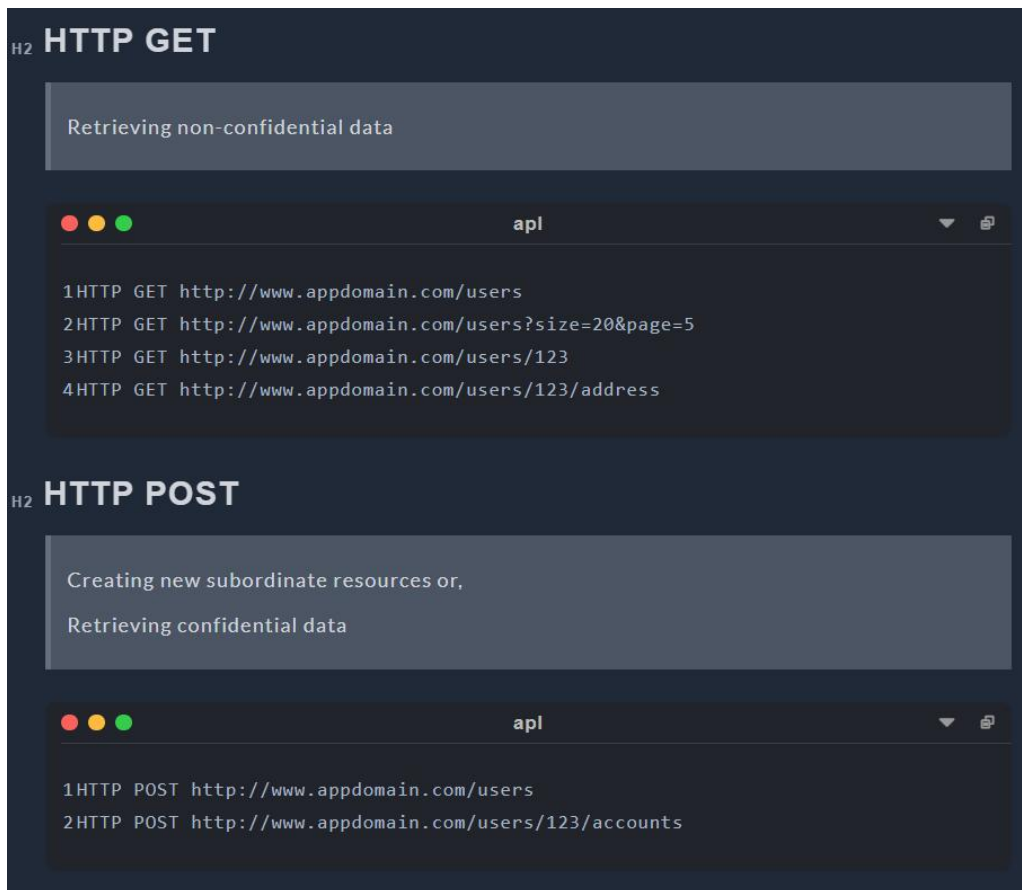 H2 HTTP GET
Retrieving non-confidential data
apl
1HTTP GET http://www.appdomain.com/users
2HTTP GET http://www.appdomain.com/users?size=20&page=5
3HTTP GET http://www.appdomain.com/users/123
4HTTP GET http://www.appdomain.com/users/123/address
H2 HTTP POST
Creating new subordinate resources or,
Retrieving confidential data
apl
1HTTP POST http://www.appdomain.com/users
2HTTP POST http://www.appdomain.com/users/123/accounts